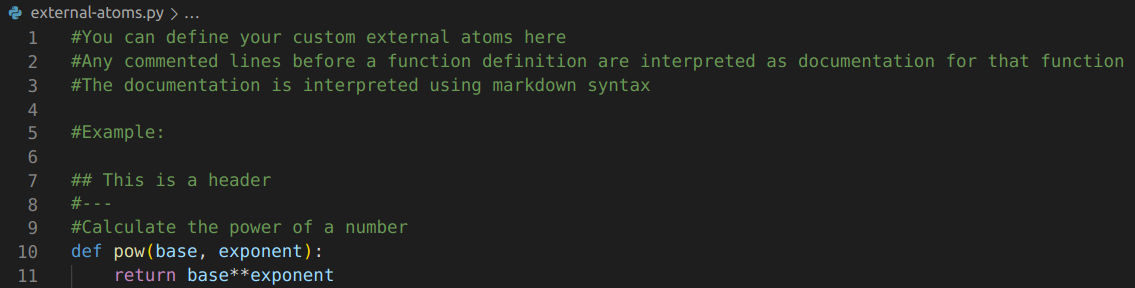 external-atoms.py > ...
1 #You can define your custom external atoms here
2 #Any commented lines before a function definition are interpreted as documentation for that function
3 #The documentation is interpreted using markdown syntax
4
5 #Example:
6
7 ## This is a header
8 #---
9 #Calculate the power of a number
10 def pow(base, exponent):
11     return base**exponent